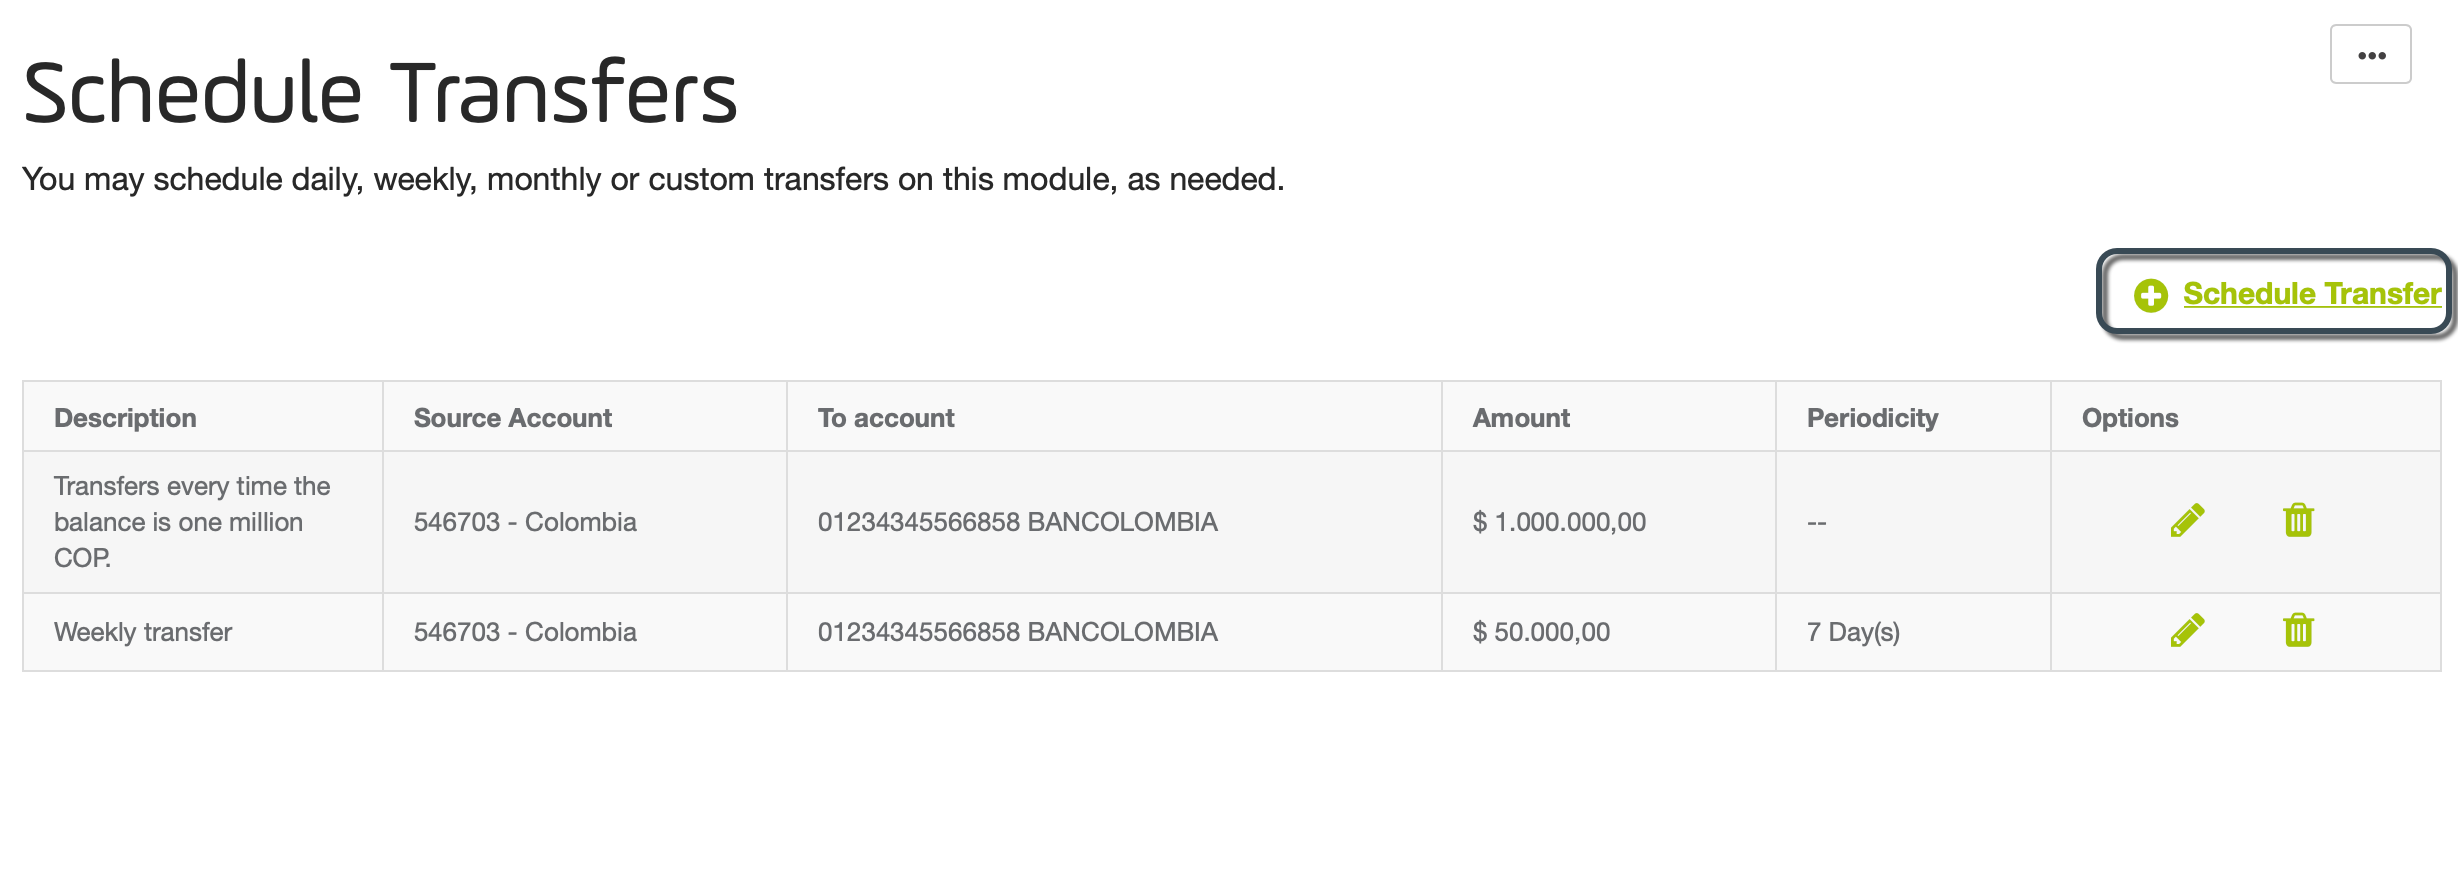 Schedule Transfers
You may schedule daily, weekly, monthly or custom transfers on this module, as needed.
Schedule Transfer
Description Source Account To account Amount Periodicity Options
Transfers every time the
balance is one million
COP.
546703 - Colombia 01234345566858 BANCOLOMBIA $ 1.000.000,00 --
Weekly transfer 546703 - Colombia 01234345566858 BANCOLOMBIA $ 50.000,00 7 Day(s)